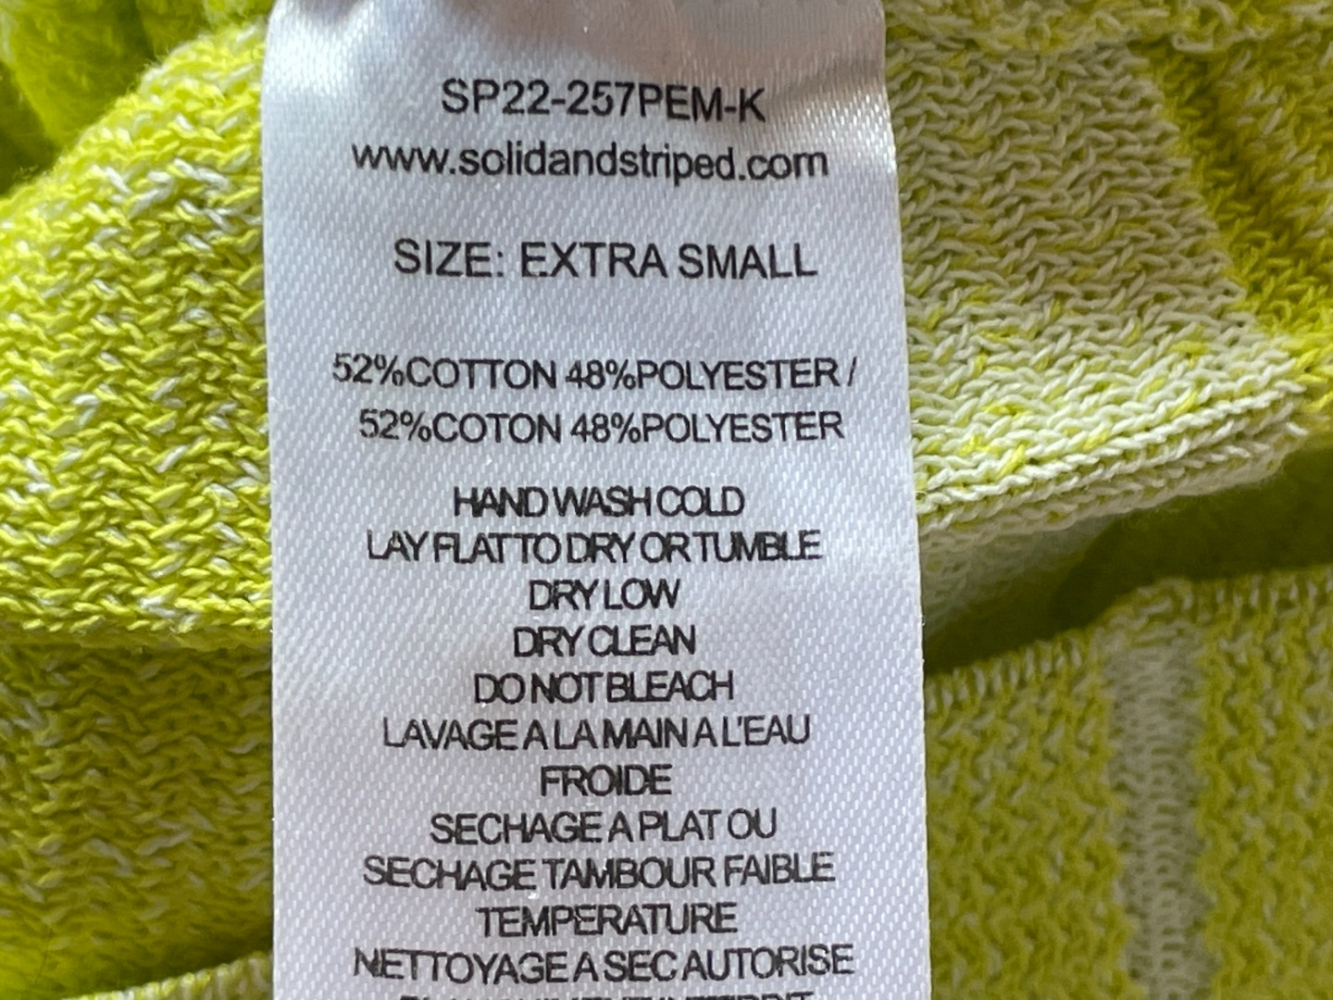 SP22-257PEM-K
www.solidandstriped.com
SIZE: EXTRA SMALL
52%COTTON 48%POLYESTER /
52%COTON 48%POLYESTER
HAND WASH COLD
LAY FLAT TO DRY OR TUMBLE
DRY LOW
DRY CLEAN
DO NOT BLEACH
LAVAGE A LA MAIN A L'EAU
FROIDE
SECHAGE A PLAT OU
SECHAGE TAMBOUR FAIBLE
TEMPERATURE
NETTOYAGE A SEC AUTORISE